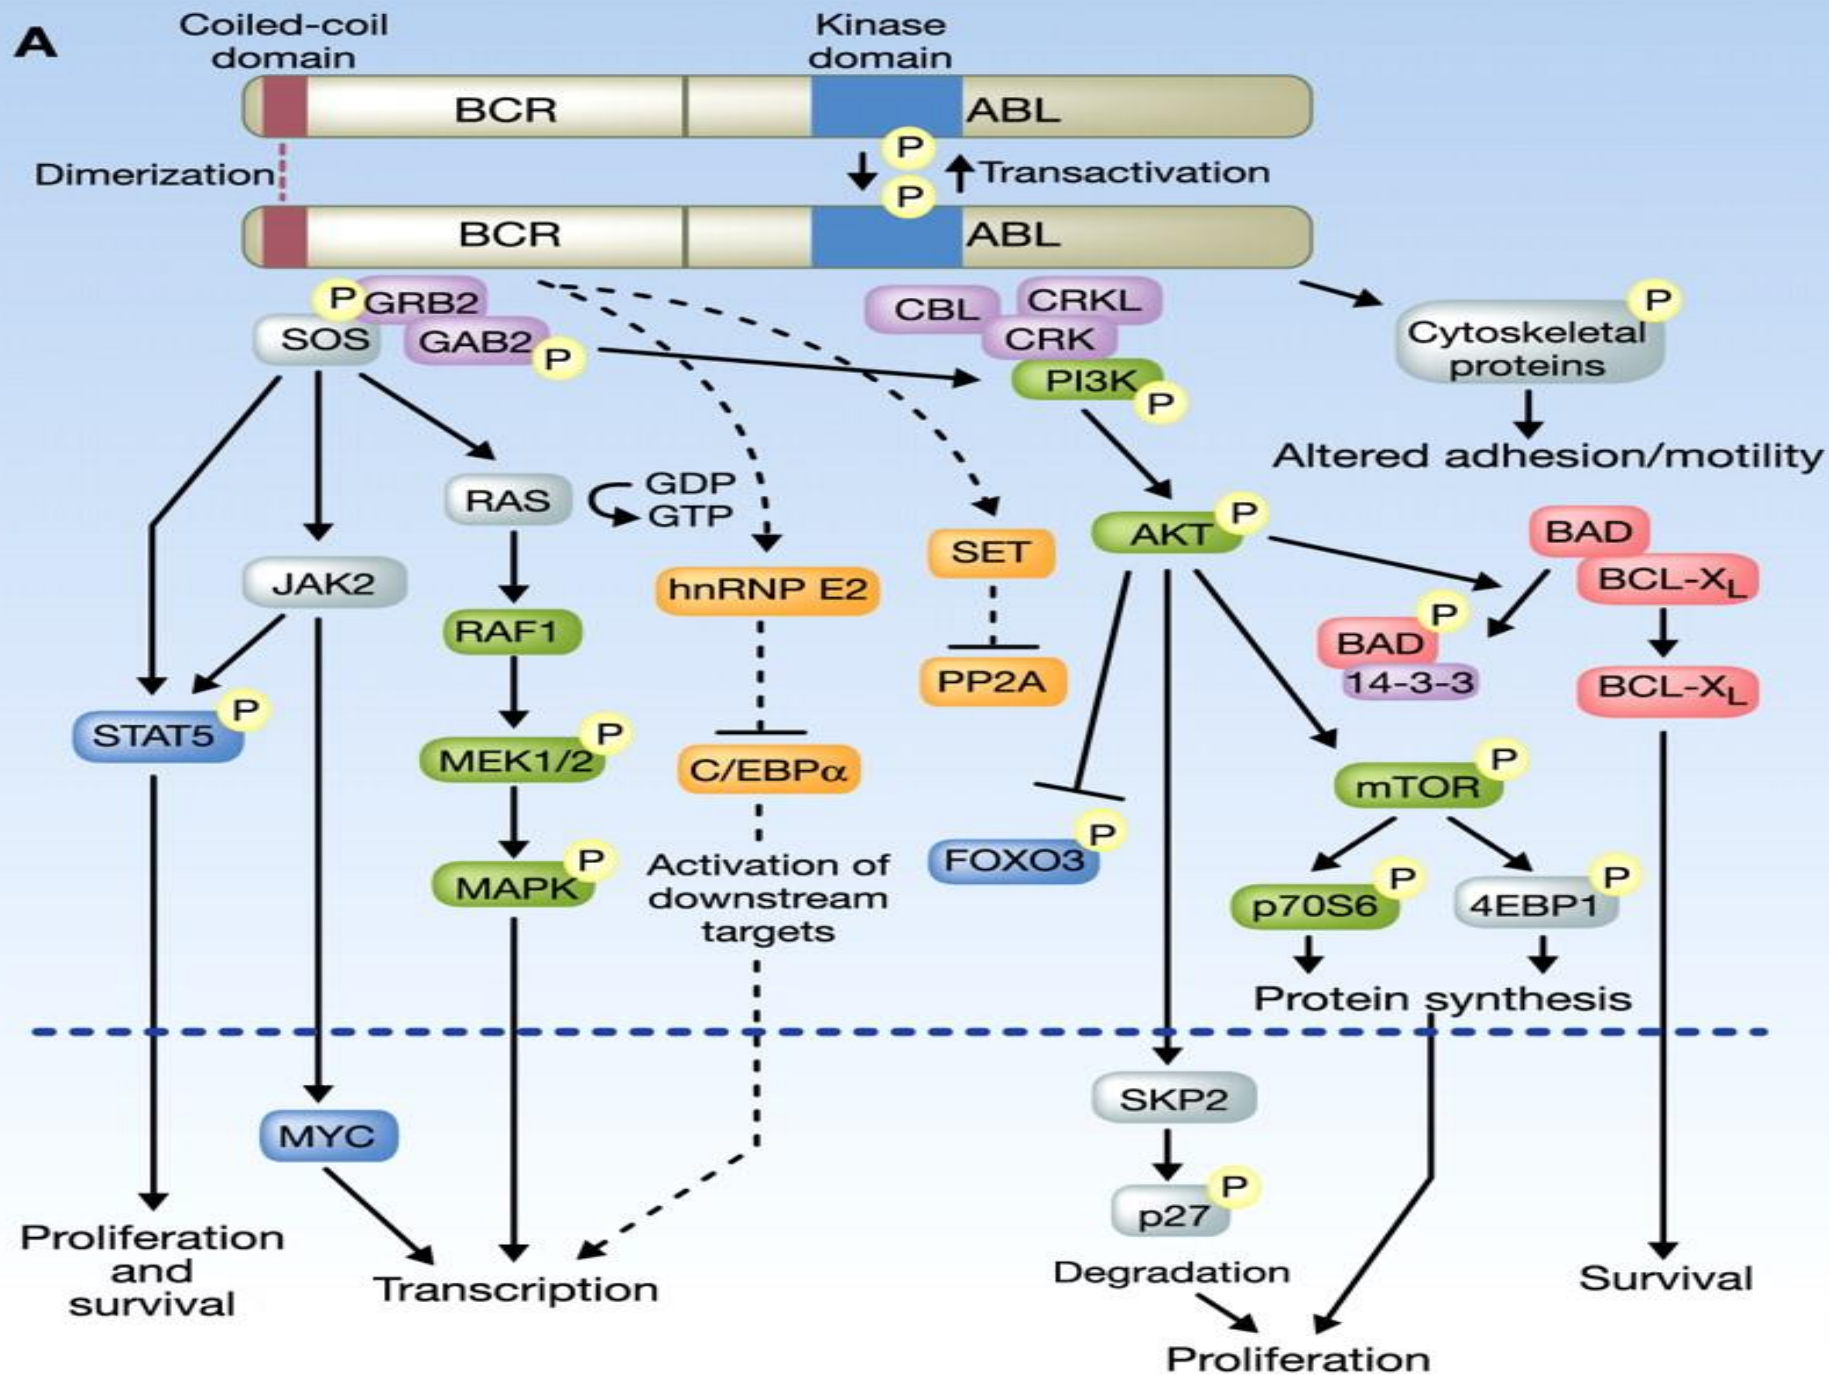 A
Coiled-coil
domain
Kinase
domain
BCR
ABL
P
Dimerization
Transactivation
P
BCR
ABL
P
GRB2
SOS
GAB2
P
CBL
CRKL
CRK
PI3K
P
P
Cytoskeletal
proteins
Altered adhesion/motility
RAS
GDP
GTP
JAK2
RAF1
hnRNP E2
SET
PP2A
AKT
P
BAD
BCL-XL
P
BAD
14-3-3
BCL-XL
STAT5
P
MEK1/2
P
C/EBPα
MAPK
P
Activation of
downstream
targets
FOXO3
P
mTOR
P
p70S6
P
4EBP1
P
Protein synthesis
MYC
SKP2
p27
P
Proliferation
and
survival
Transcription
Degradation
Proliferation
Survival